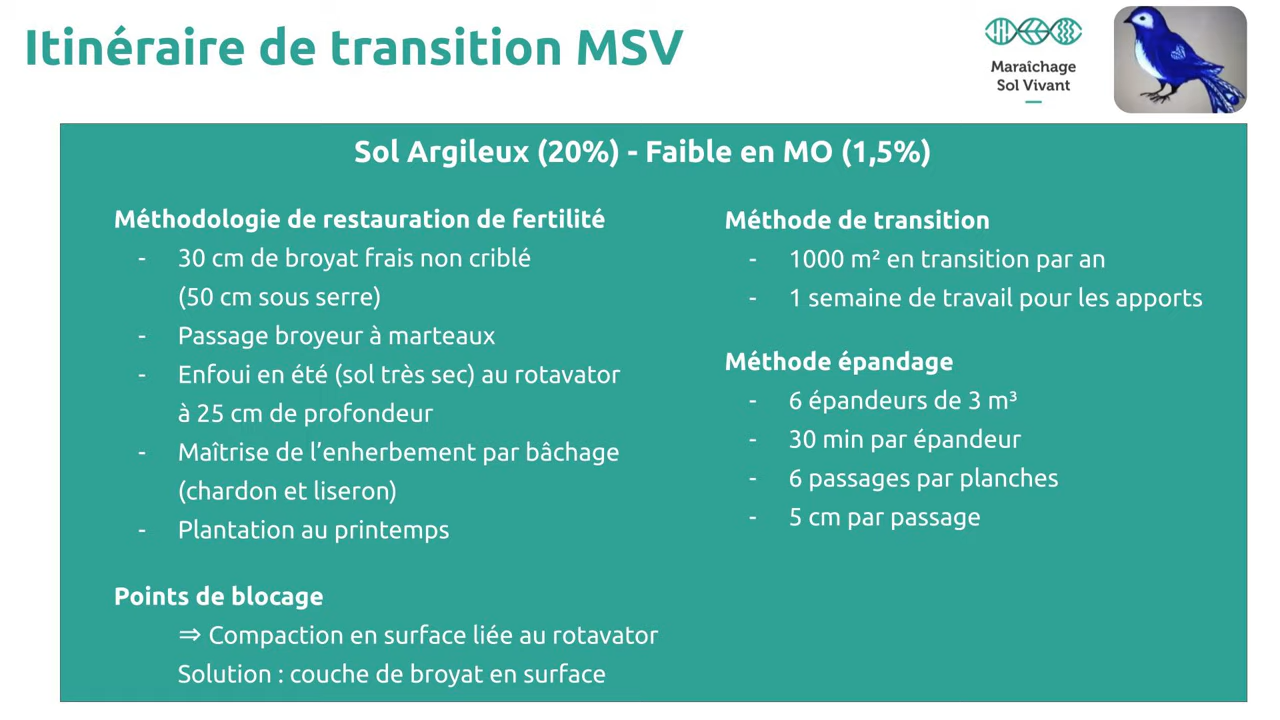 Itinéraire de transition MSV
Maraîchage
Sol Vivant
Sol Argileux (20%) - Faible en MO (1,5%)
Méthodologie de restauration de fertilité
- 30 cm de broyat frais non criblé
(50 cm sous serre)
- Passage broyeur à marteaux
- Enfoui en été (sol très sec) au rotavator
à 25 cm de profondeur
- Maîtrise de l’enherbement par bâchage
(chardon et liseron)
- Plantation au printemps
Points de blocage
⇒ Compaction en surface liée au rotavator
Solution : couche de broyat en surface
Méthode de transition
- 1000 m² en transition par an
- 1 semaine de travail pour les apports
Méthode épandage
- 6 épandeurs de 3 m³
- 30 min par épandeur
- 6 passages par planches
- 5 cm par passage